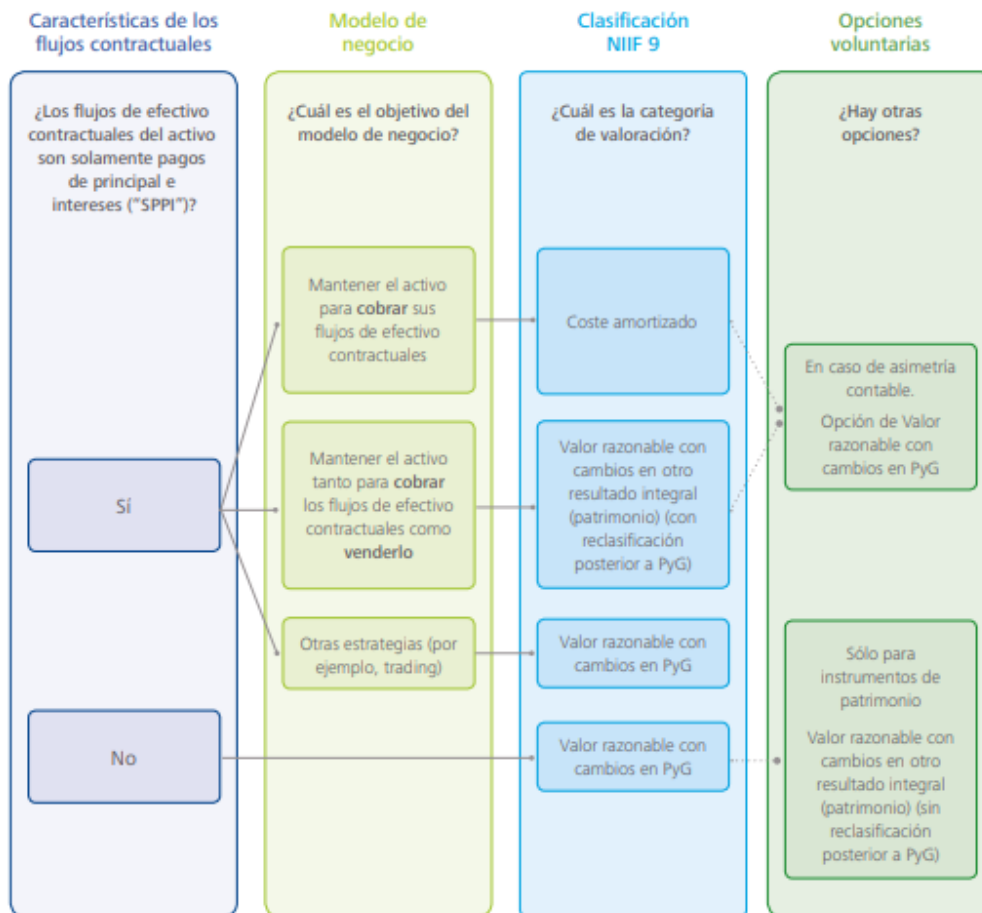 Características de los
flujos contractuales
Modelo de
negocio
Clasificación
NIIF 9
Opciones
voluntarias
¿Los flujos de efectivo
contractuales del activo
son solamente pagos
de principal e
intereses ("SPPI")?
¿Cuál es el objetivo del
modelo de negocio?
¿Cuál es la categoría
de valoración?
¿Hay otras
opciones?
Mantener el activo
para cobrar sus
flujos de efectivo
contractuales
Coste amortizado
En caso de asimetría
contable.
Opción de Valor
razonable con
cambios en PyG
Sí
Mantener el activo
tanto para cobrar
los flujos de efectivo
contractuales como
venderlo
Valor razonable con
cambios en otro
resultado integral
(patrimonio) (con
reclasificación
posterior a PyG)
Otras estrategias (por
ejemplo, trading)
Valor razonable con
cambios en PyG
No
Valor razonable con
cambios en PyG
Sólo para
instrumentos de
patrimonio
Valor razonable con
cambios en otro
resultado integral
(patrimonio) (sin
reclasificación
posterior a PyG)